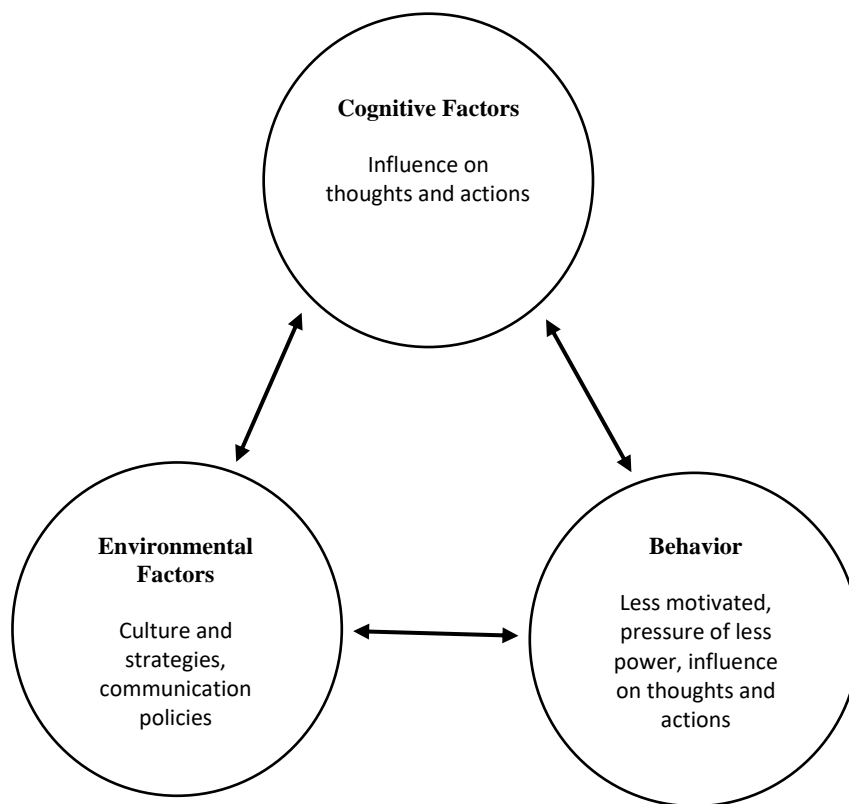 Cognitive Factors
Influence on
thoughts and actions
Environmental
Factors
Culture and
strategies,
communication
policies
Behavior
Less motivated,
pressure of less
power, influence
on thoughts and
actions